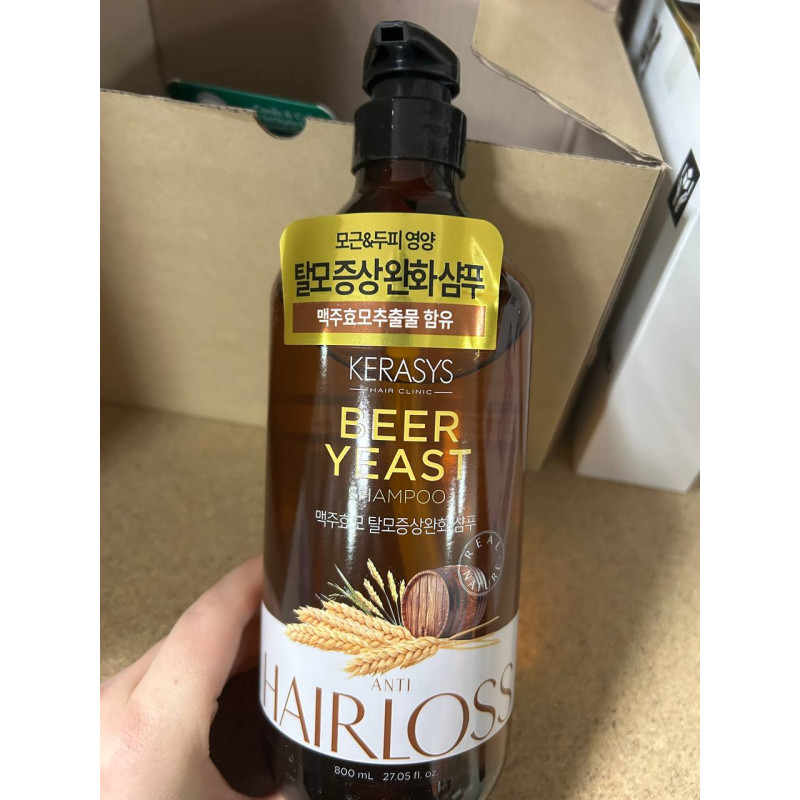 모근&두피 영양
탈모증상완화샴푸
맥주효모추출물 함유
KERASYS
HAIR CLINIC
BEER
YEAST
SHAMPOO
맥주효모 탈모증상완화 샴푸
REAL
NATURE
ANTI
HAIRLOSS
800 mL 27.05 fl. oz.